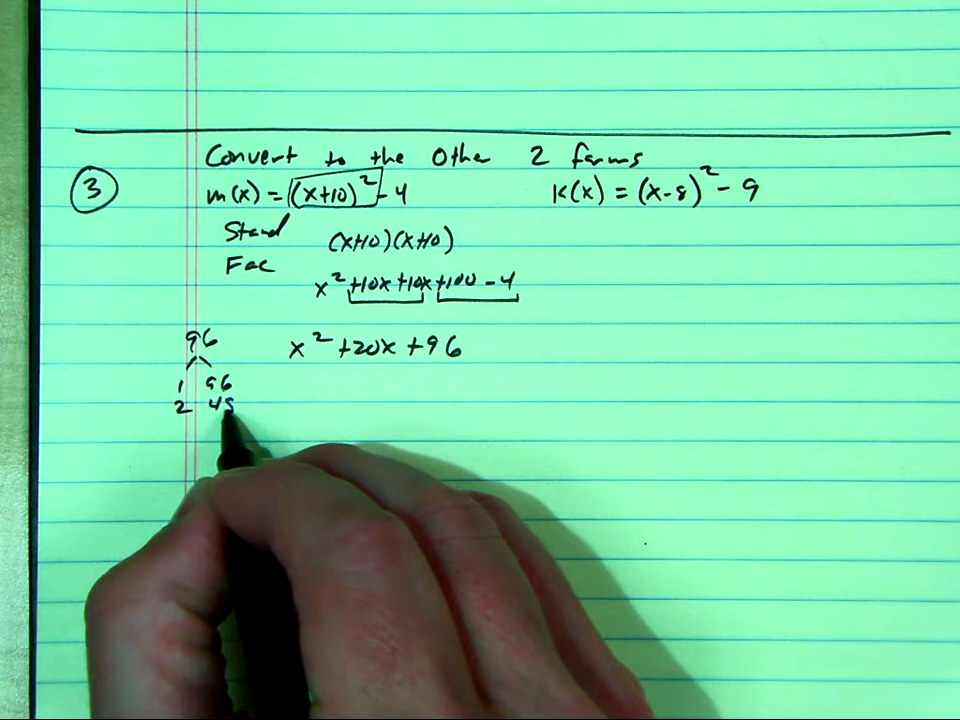 Convert to the Other 2 forms
3 m(x) = (x+10)² - 4 K(x) = (x-8)² - 9
Stand (x+10)(x+10)
Fac
x² +10x +10x +100 - 4
96 x² +20x +96
1 96
2 48